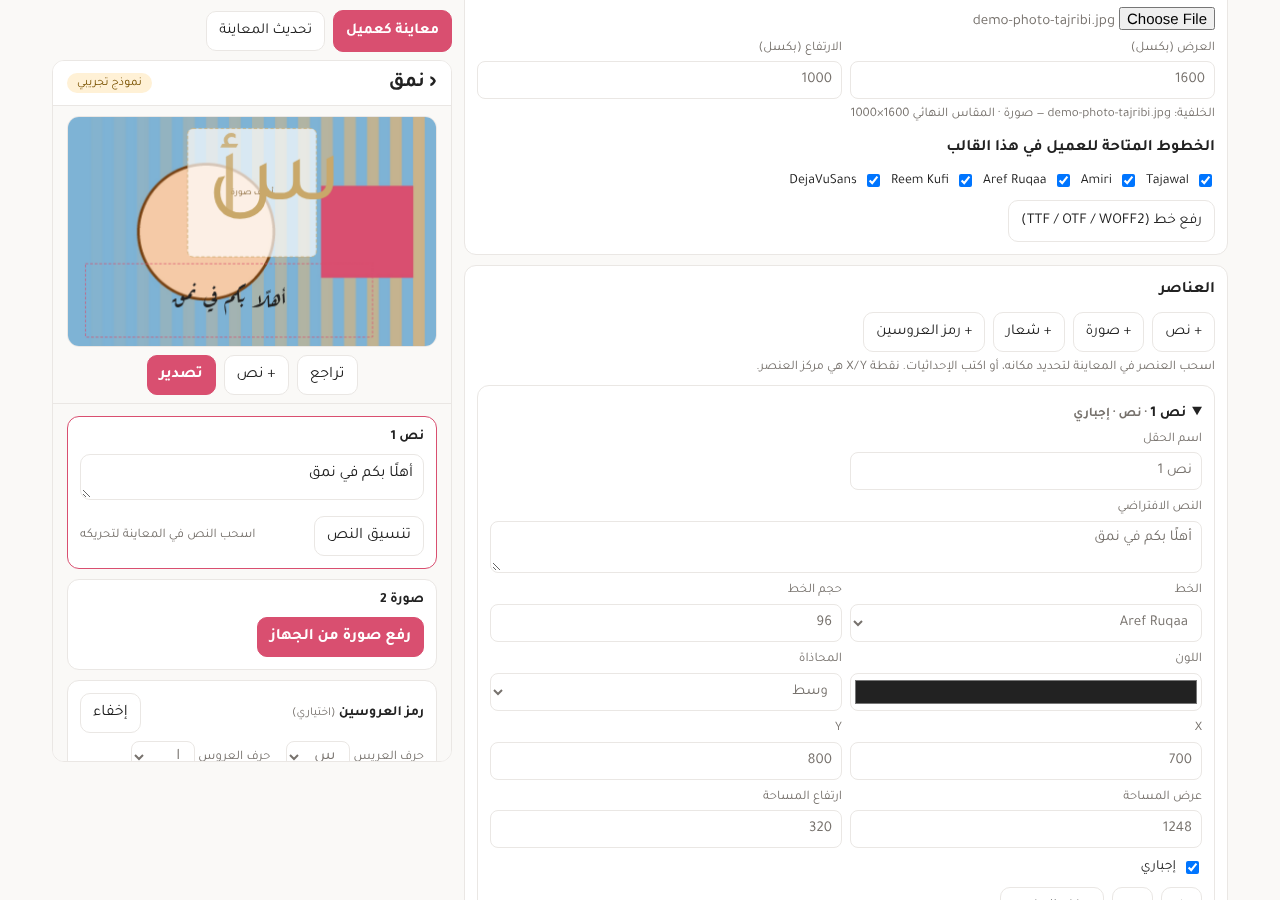 Choose File demo-photo-tajribi.jpg
العرض (بكسل)
الارتفاع (بكسل)
1600
1000
الخلفية: demo-photo-tajribi.jpg — صورة · المقاس النهائي 1600×1000
الخطوط المتاحة للعميل في هذا القالب
Tajawal
Amiri
Aref Ruqaa
Reem Kufi
DejaVuSans
رفع خط (TTF / OTF / WOFF2)
العناصر
+ نص
+ صورة
+ شعار
+ رمز العروسين
اسحب العنصر في المعاينة لتحديد مكانه، أو اكتب الإحداثيات. نقطة X/Y هي مركز العنصر.
▼ نص 1 · نص · إجباري
اسم الحقل
نص 1
النص الافتراضي
أهلًا بكم في نمق
الخط
حجم الخط
Aref Ruqaa
96
اللون
المحاذاة
وسط
X
Y
700
800
عرض المساحة
ارتفاع المساحة
1248
320
إجباري
معاينة كعميل
تحديث المعاينة
‹ نمق
نموذج تجريبي
سأ
صورة
أهلًا بكم في نمق
تراجع
+ نص
تصدير
نص 1
أهلًا بكم في نمق
تنسيق النص
اسحب النص في المعاينة لتحريكه
صورة 2
رفع صورة من الجهاز
رمز العروسين (اختياري)
إخفاء
حرف العريس
س
حرف العروس
ا